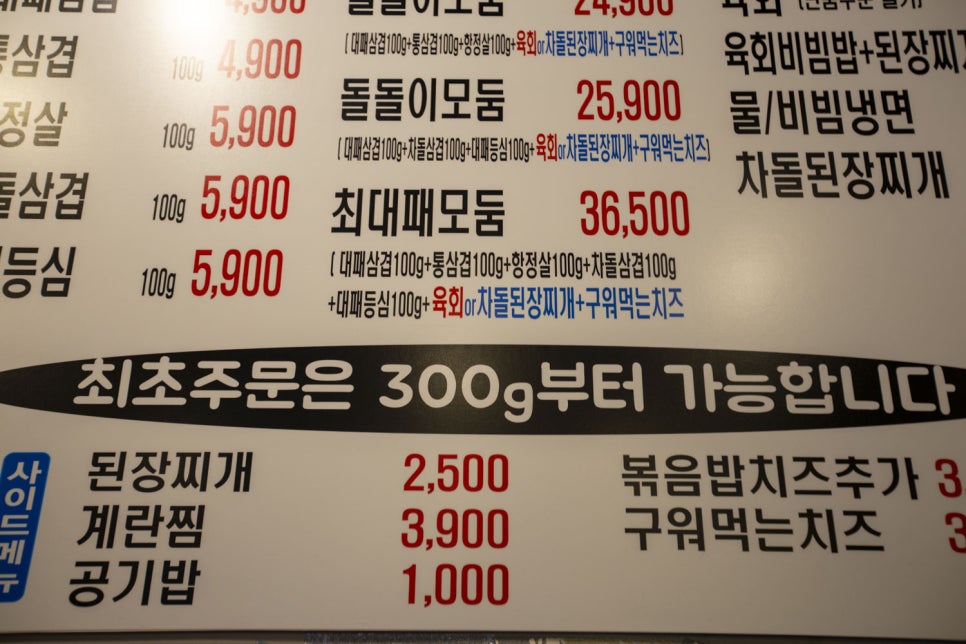 4,900
통삼겹 100g 4,900
항정살 100g 5,900
차돌삼겹 100g 5,900
등심 100g 5,900
모둠 24,900
[ 대패삼겹100g+통삼겹100g+항정살100g+육회or차돌된장찌개+구워먹는치즈]
돌돌이모둠 25,900
[ 대패삼겹100g+차돌삼겹100g+대패등심100g+육회or차돌된장찌개+구워먹는치즈]
최대패모둠 36,500
[ 대패삼겹100g+통삼겹100g+항정살100g+차돌삼겹100g
+대패등심100g+육회or차돌된장찌개+구워먹는치즈
육회비빔밥+된장찌
물/비빔냉면
차돌된장찌개
최초주문은 300g부터 가능합니다
사이드메뉴
된장찌개 2,500
계란찜 3,900
공기밥 1,000
볶음밥치즈추가 3
구워먹는치즈 3